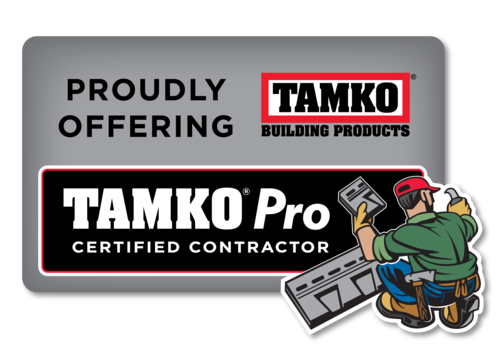 PROUDLY
OFFERING
TAMKO®
BUILDING PRODUCTS
TAMKO® Pro
CERTIFIED CONTRACTOR